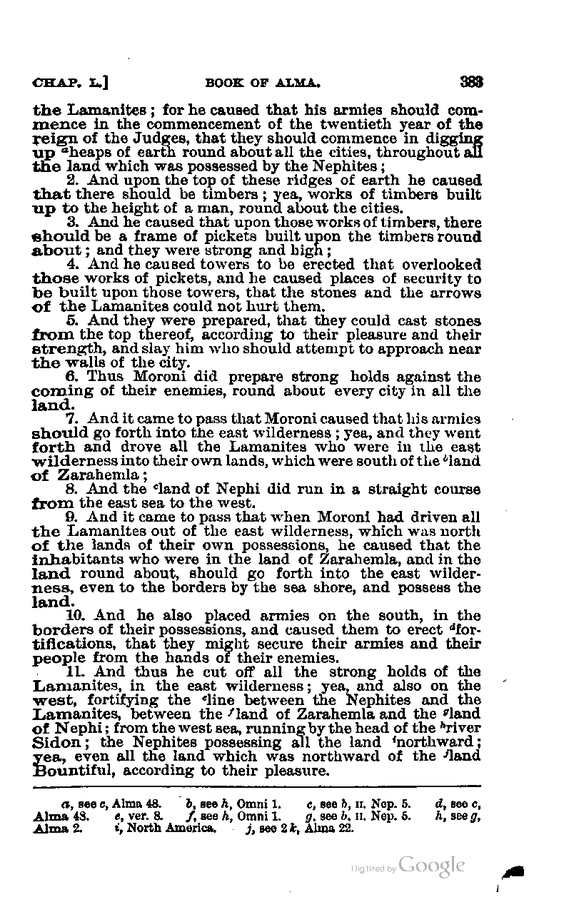 CHAP. L.] BOOK OF ALMA. 383
the Lamanites; for he caused that his armies should com-
mence in the commencement of the twentieth year of the
reign of the Judges, that they should commence in digging
up ᵃheaps of earth round about all the cities, throughout all
the land which was possessed by the Nephites;
2. And upon the top of these ridges of earth he caused
that there should be timbers; yea, works of timbers built
up to the height of a man, round about the cities.
3. And he caused that upon those works of timbers, there
should be a frame of pickets built upon the timbers round
about; and they were strong and high;
4. And he caused towers to be erected that overlooked
those works of pickets, and he caused places of security to
be built upon those towers, that the stones and the arrows
of the Lamanites could not hurt them.
5. And they were prepared, that they could cast stones
from the top thereof, according to their pleasure and their
strength, and slay him who should attempt to approach near
the walls of the city.
6. Thus Moroni did prepare strong holds against the
coming of their enemies, round about every city in all the
land.
7. And it came to pass that Moroni caused that his armies
should go forth into the east wilderness; yea, and they went
forth and drove all the Lamanites who were in the east
wilderness into their own lands, which were south of the ᵇland
of Zarahemla;
8. And the ᶜland of Nephi did run in a straight course
from the east sea to the west.
9. And it came to pass that when Moroni had driven all
the Lamanites out of the east wilderness, which was north
of the lands of their own possessions, he caused that the
inhabitants who were in the land of Zarahemla, and in the
land round about, should go forth into the east wilder-
ness, even to the borders by the sea shore, and possess the
land.
10. And he also placed armies on the south, in the
borders of their possessions, and caused them to erect ᵈfor-
tifications, that they might secure their armies and their
people from the hands of their enemies.
11. And thus he cut off all the strong holds of the
Lamanites, in the east wilderness; yea, and also on the
west, fortifying the ᵉline between the Nephites and the
Lamanites, between the ᶠland of Zarahemla and the ᵍland
of Nephi; from the west sea, running by the head of the ʰriver
Sidon; the Nephites possessing all the land ⁱnorthward;
yea, even all the land which was northward of the ʲland
Bountiful, according to their pleasure.
a, see c, Alma 48. b, see h, Omni 1. c, see b, II. Nep. 5. d, see c,
Alma 48. e, ver. 8. f, see h, Omni 1. g, see b, II. Nep. 5. h, see g,
Alma 2. i, North America. j, see 2 k, Alma 22.
Digitized by Google